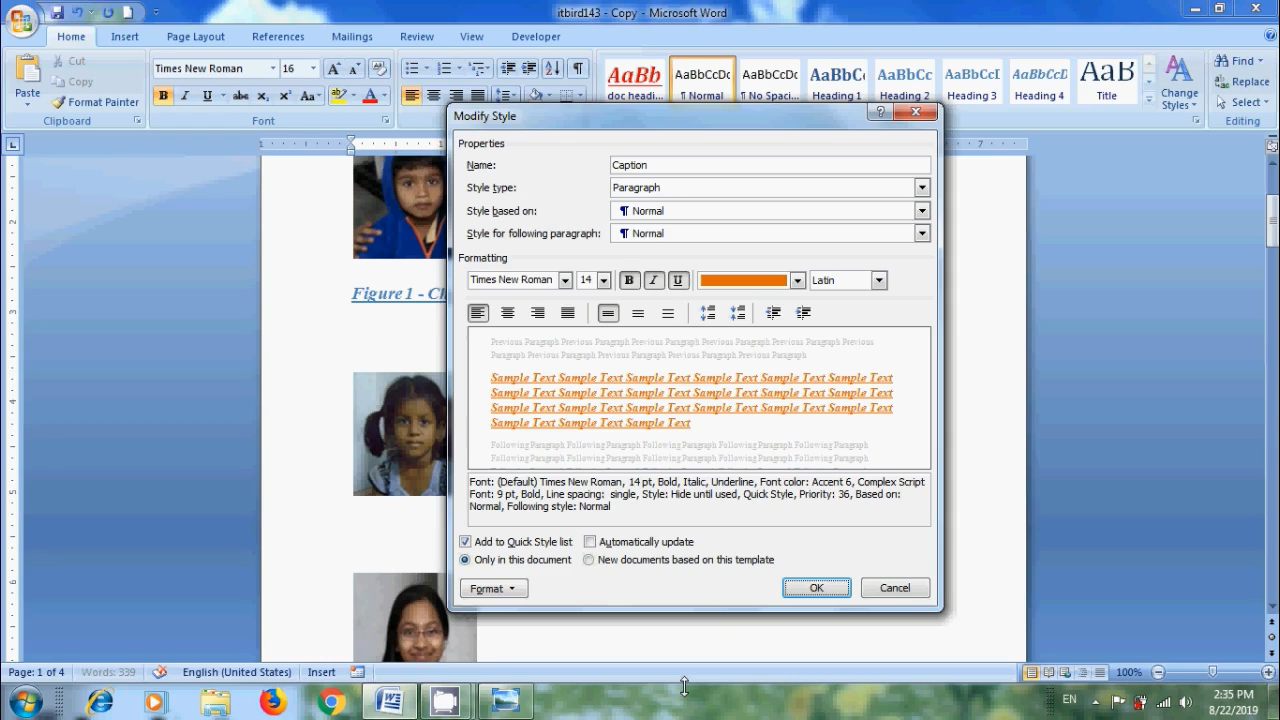 itbird143 - Copy - Microsoft Word
Home Insert Page Layout References Mailings Review View Developer
Paste
Cut
Copy
Format Painter
Clipboard
Times New Roman 16
B I U abc X₂ X² Aa
Font
AaBb AaBbCcDc AaBbCcDc AaBbC AaBbCc AaBbCcI AaBbCcI AaB
doc headi... ¶ Normal ¶ No Spaci... Heading 1 Heading 2 Heading 3 Heading 4 Title
Change
Styles
Find
Replace
Select
Editing
Modify Style
Properties
Name: Caption
Style type: Paragraph
Style based on: ¶ Normal
Style for following paragraph: ¶ Normal
Formatting
Times New Roman 14 B I U Latin
Previous Paragraph Previous Paragraph Previous Paragraph Previous Paragraph Previous
Paragraph Previous Paragraph Previous Paragraph Previous Paragraph
Sample Text Sample Text Sample Text Sample Text Sample Text Sample Text
Sample Text Sample Text Sample Text Sample Text Sample Text Sample Text
Sample Text Sample Text Sample Text Sample Text Sample Text Sample Text
Sample Text Sample Text Sample Text
Following Paragraph Following Paragraph Following Paragraph Following Paragraph
Following Paragraph Following Paragraph Following Paragraph Following Paragraph
Font: (Default) Times New Roman, 14 pt, Bold, Italic, Underline, Font color: Accent 6, Complex Script
Font: 9 pt, Bold, Line spacing: single, Style: Hide until used, Quick Style, Priority: 36, Based on:
Normal, Following style: Normal
Add to Quick Style list Automatically update
Only in this document New documents based on this template
Format OK Cancel
Figure 1 - C
Page: 1 of 4 Words: 339 English (United States) Insert 100%
EN
2:35 PM
8/22/2019